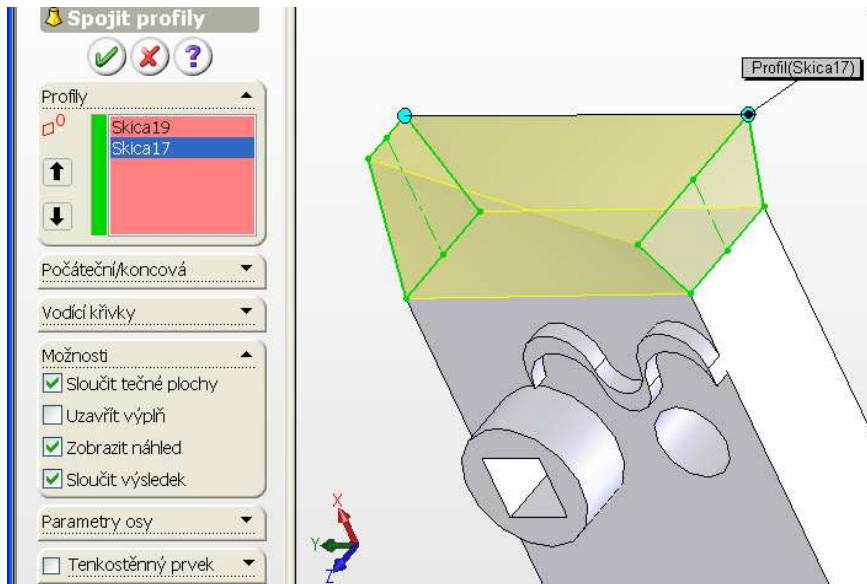 Spojit profily
?
Profily
0
Skica19
Skica17
Počáteční/koncová
Vodící křivky
Možnosti
Sloučit tečné plochy
Uzavřít výplň
Zobrazit náhled
Sloučit výsledek
Parametry osy
Tenkostěnný prvek
Profil(Skica17)
X
Y
Z